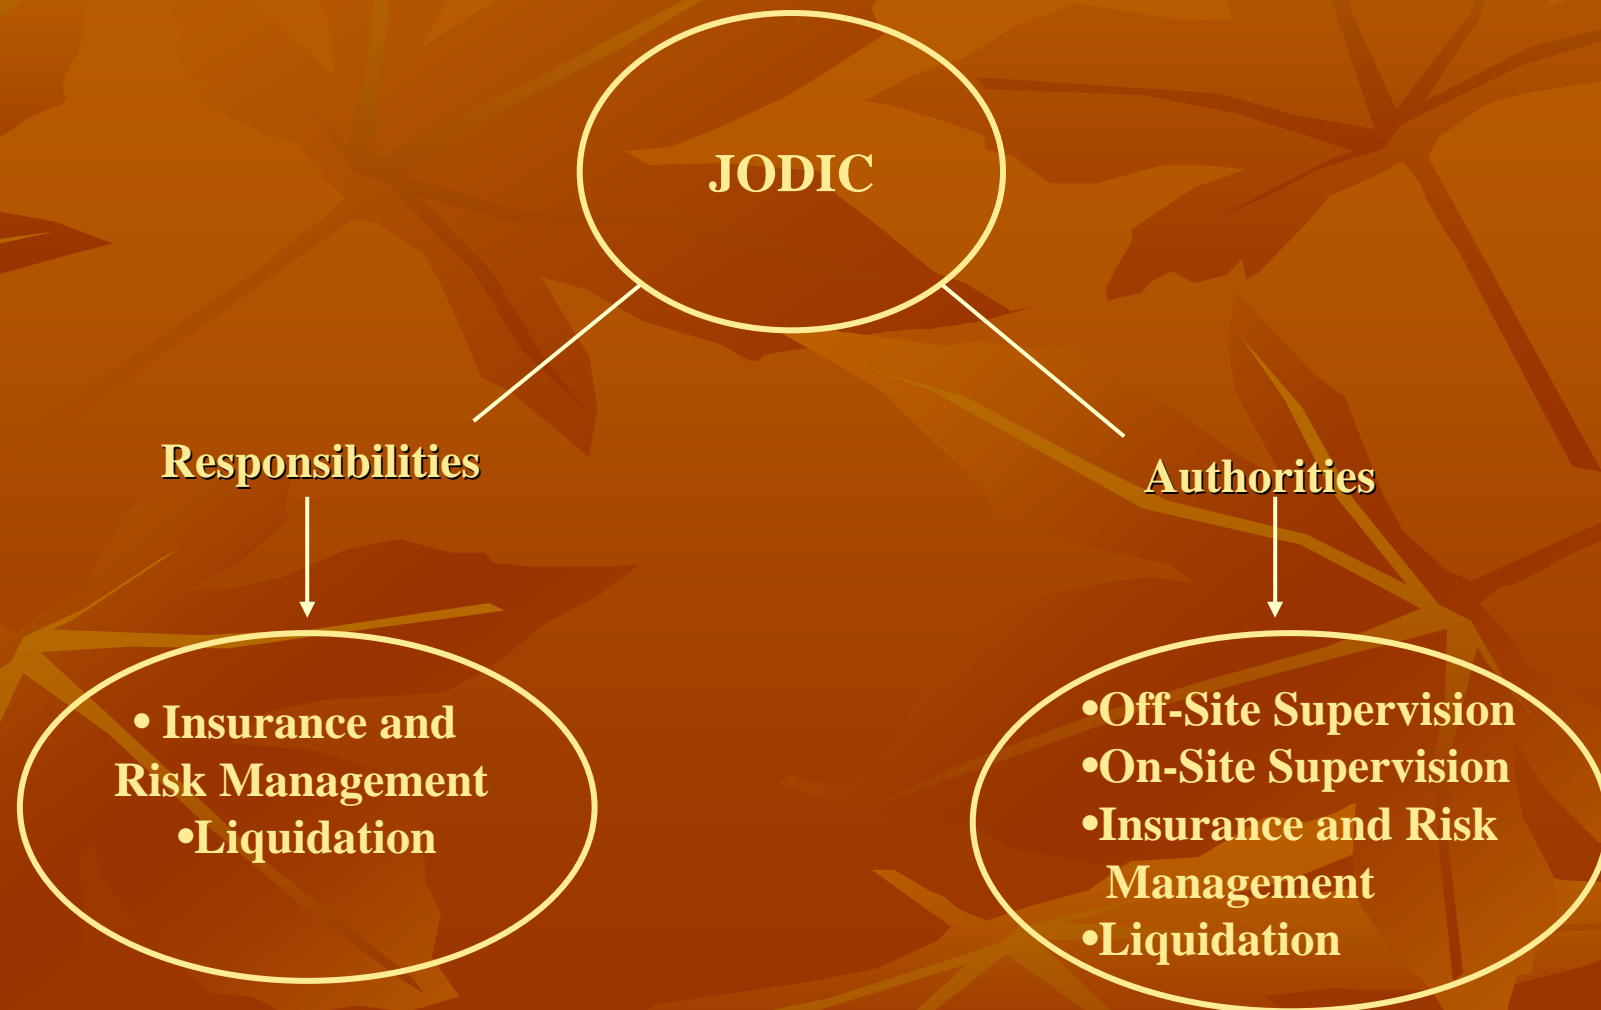 JODIC
Responsibilities
Authorities
• Insurance and
Risk Management
•Liquidation
•Off-Site Supervision
•On-Site Supervision
•Insurance and Risk
Management
•Liquidation